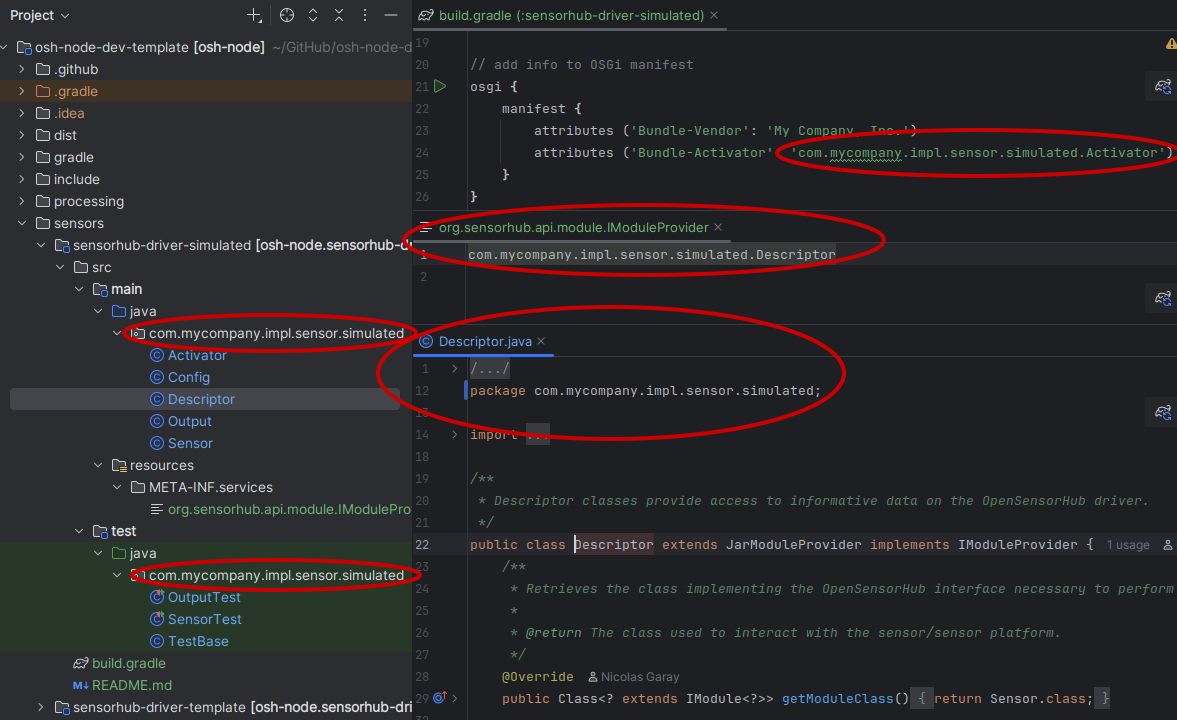 Project
osh-node-dev-template [osh-node] ~/GitHub/osh-node-d
.github
.gradle
.idea
dist
gradle
include
processing
sensors
sensorhub-driver-simulated [osh-node.sensorhub-d
src
main
java
com.mycompany.impl.sensor.simulated
Activator
Config
Descriptor
Output
Sensor
resources
META-INF.services
org.sensorhub.api.module.IModulePro
test
java
com.mycompany.impl.sensor.simulated
OutputTest
SensorTest
TestBase
build.gradle
README.md
sensorhub-driver-template [osh-node.sensorhub-dri
build.gradle (:sensorhub-driver-simulated)
19
20 // add info to OSGi manifest
21 osgi {
22 manifest {
23 attributes ('Bundle-Vendor': 'My Company, Inc.')
24 attributes ('Bundle-Activator' 'com.mycompany.impl.sensor.simulated.Activator')
25 }
26 }
org.sensorhub.api.module.IModuleProvider
1 com.mycompany.impl.sensor.simulated.Descriptor
2
Descriptor.java
1 /.../
12 package com.mycompany.impl.sensor.simulated;
13
14 import ...
18
19 /**
20 * Descriptor classes provide access to informative data on the OpenSensorHub driver.
21 */
22 public class Descriptor extends JarModuleProvider implements IModuleProvider { 1 usage
23 /**
24 * Retrieves the class implementing the OpenSensorHub interface necessary to perform
25 *
26 * @return The class used to interact with the sensor/sensor platform.
27 */
28 @Override Nicolas Garay
29 public Class<? extends IModule<?>> getModuleClass() { return Sensor.class; }